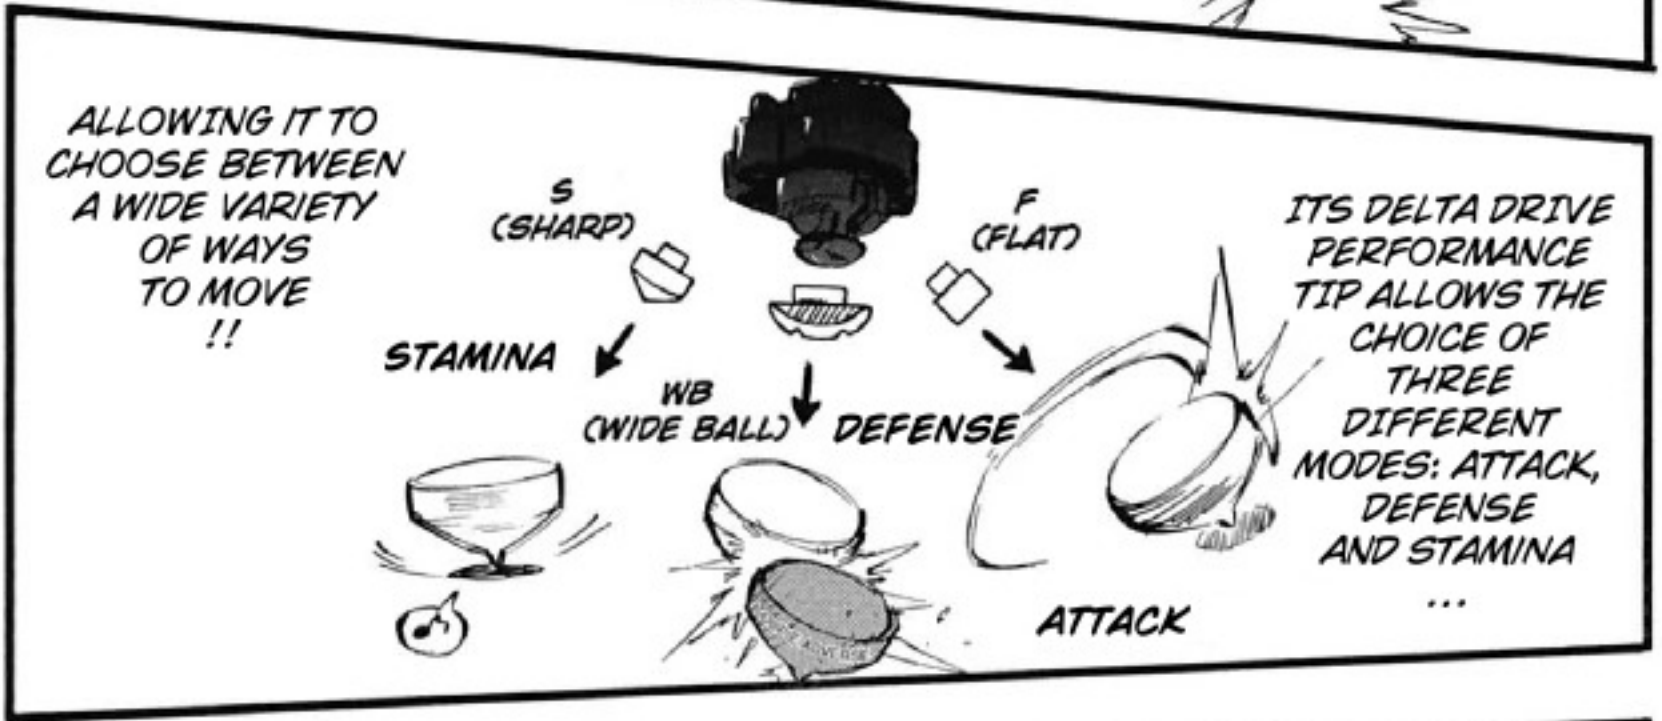 ITS DELTA DRIVE
PERFORMANCE
TIP ALLOWS THE
CHOICE OF
THREE
DIFFERENT
MODES: ATTACK,
DEFENSE
AND STAMINA
...
F
(FLAT)
ATTACK
WB
(WIDE BALL)
DEFENSE
S
(SHARP)
STAMINA
ALLOWING IT TO
CHOOSE BETWEEN
A WIDE VARIETY
OF WAYS
TO MOVE
!!